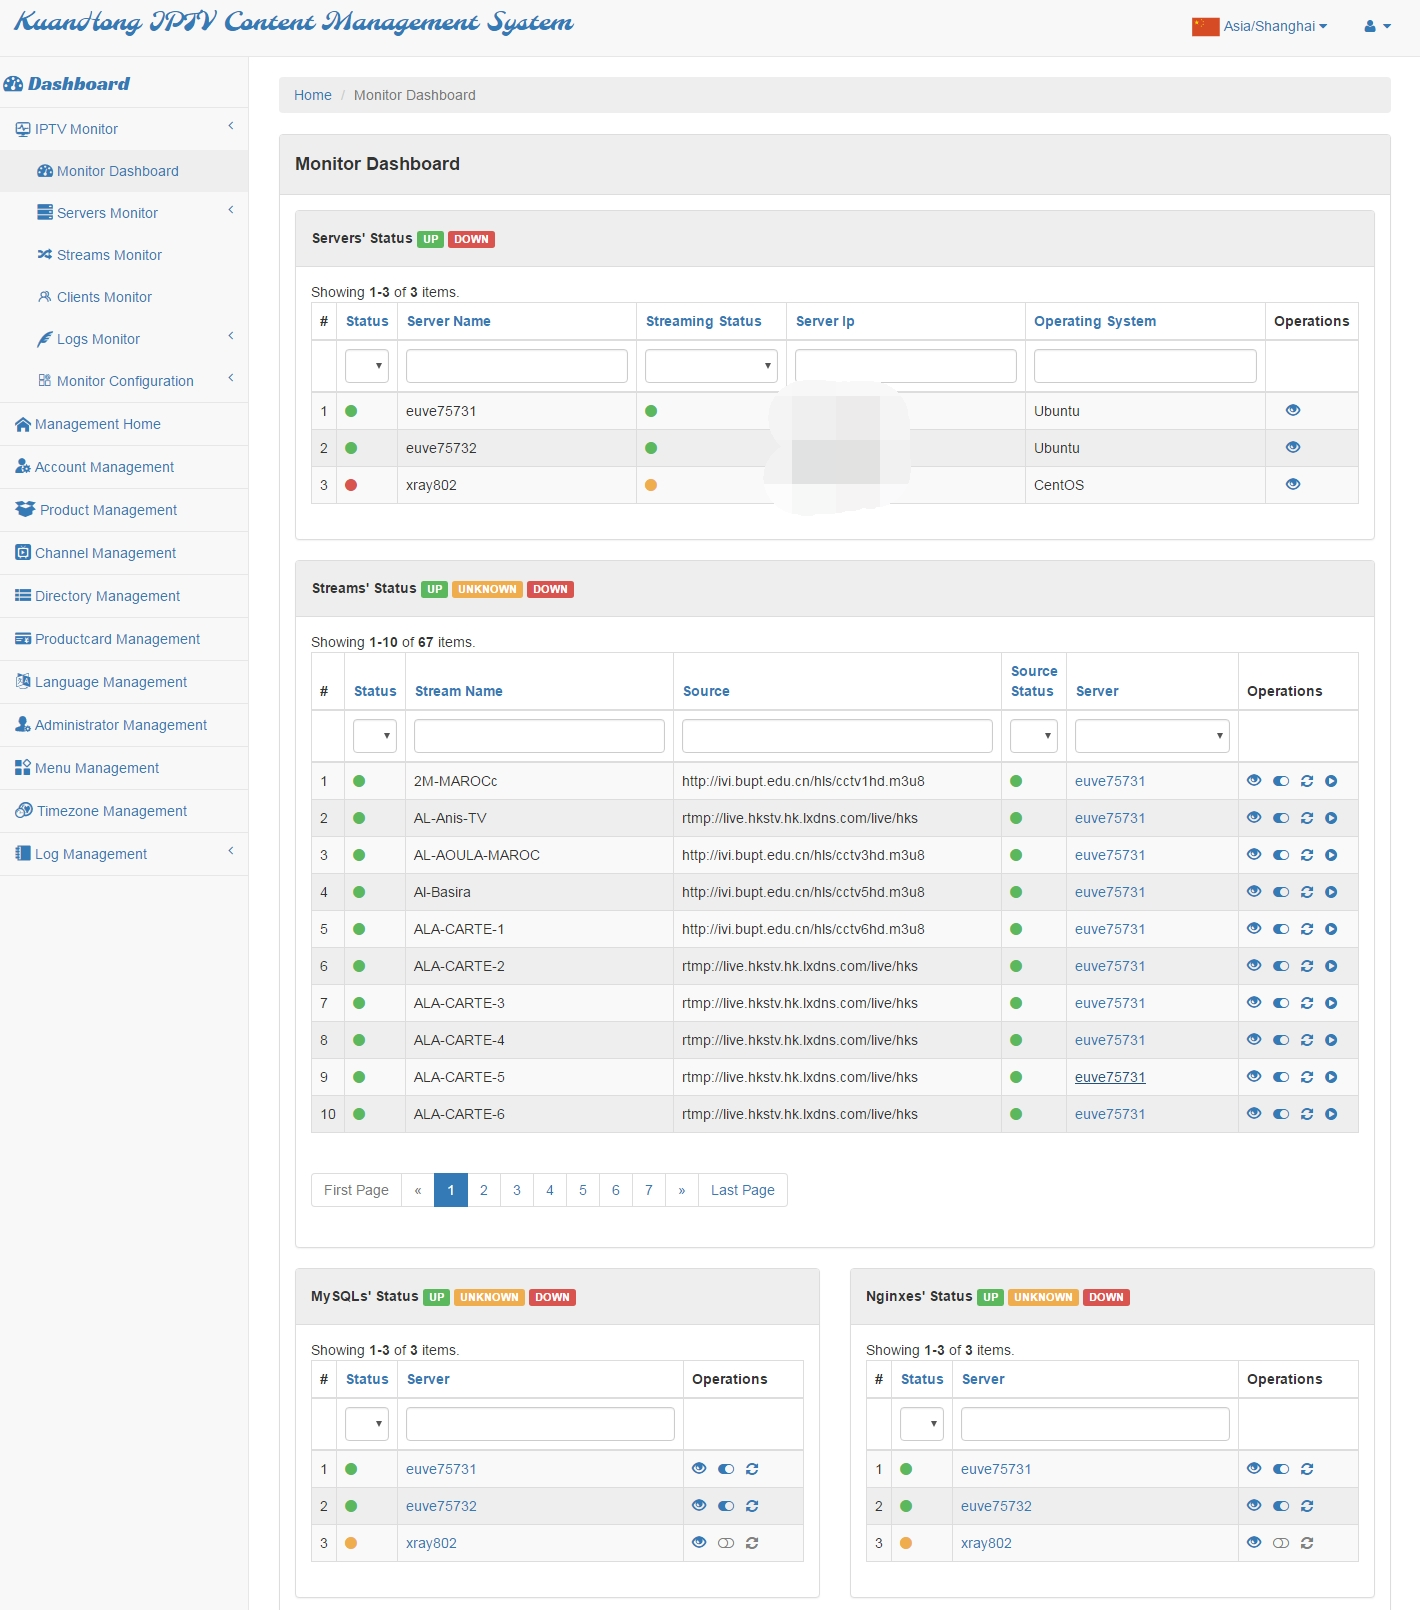 KuanHong IPTV Content Management System
Asia/Shanghai
Dashboard
Home / Monitor Dashboard
IPTV Monitor
Monitor Dashboard
Servers Monitor
Streams Monitor
Clients Monitor
Logs Monitor
Monitor Configuration
Management Home
Account Management
Product Management
Channel Management
Directory Management
Productcard Management
Language Management
Administrator Management
Menu Management
Timezone Management
Log Management
Monitor Dashboard
Servers' Status UP DOWN
Showing 1-3 of 3 items.
# Status Server Name Streaming Status Server Ip Operating System Operations
1 euve75731 Ubuntu
2 euve75732 Ubuntu
3 xray802 CentOS
Streams' Status UP UNKNOWN DOWN
Showing 1-10 of 67 items.
# Status Stream Name Source Source Status Server Operations
1 2M-MAROCc http://ivi.bupt.edu.cn/hls/cctv1hd.m3u8 euve75731
2 AL-Anis-TV rtmp://live.hkstv.hk.lxdns.com/live/hks euve75731
3 AL-AOULA-MAROC http://ivi.bupt.edu.cn/hls/cctv3hd.m3u8 euve75731
4 Al-Basira http://ivi.bupt.edu.cn/hls/cctv5hd.m3u8 euve75731
5 ALA-CARTE-1 http://ivi.bupt.edu.cn/hls/cctv6hd.m3u8 euve75731
6 ALA-CARTE-2 rtmp://live.hkstv.hk.lxdns.com/live/hks euve75731
7 ALA-CARTE-3 rtmp://live.hkstv.hk.lxdns.com/live/hks euve75731
8 ALA-CARTE-4 rtmp://live.hkstv.hk.lxdns.com/live/hks euve75731
9 ALA-CARTE-5 rtmp://live.hkstv.hk.lxdns.com/live/hks euve75731
10 ALA-CARTE-6 rtmp://live.hkstv.hk.lxdns.com/live/hks euve75731
First Page « 1 2 3 4 5 6 7 » Last Page
MySQLs' Status UP UNKNOWN DOWN
Showing 1-3 of 3 items.
# Status Server Operations
1 euve75731
2 euve75732
3 xray802
Nginxes' Status UP UNKNOWN DOWN
Showing 1-3 of 3 items.
# Status Server Operations
1 euve75731
2 euve75732
3 xray802